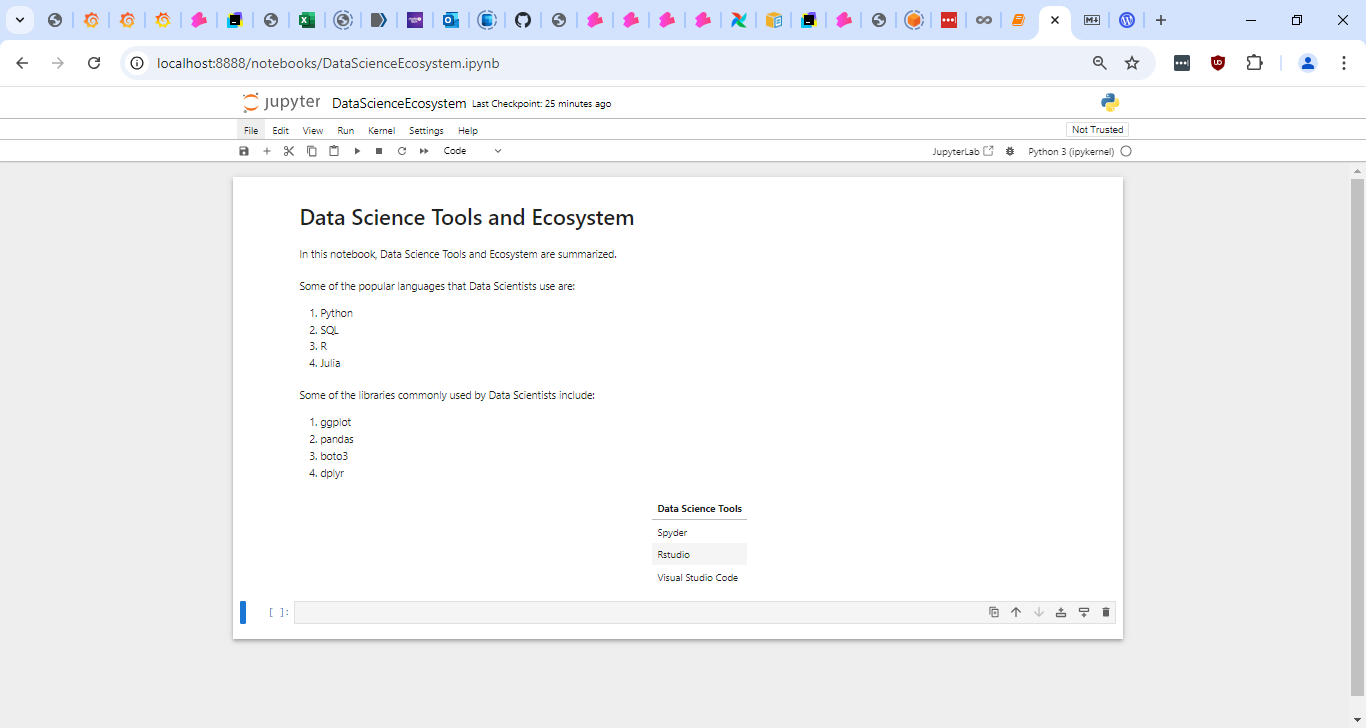 localhost:8888/notebooks/DataScienceEcosystem.ipynb
jupyter DataScienceEcosystem Last Checkpoint: 25 minutes ago
File Edit View Run Kernel Settings Help Not Trusted
Code JupyterLab Python 3 (ipykernel)
Data Science Tools and Ecosystem
In this notebook, Data Science Tools and Ecosystem are summarized.
Some of the popular languages that Data Scientists use are:
1. Python
2. SQL
3. R
4. Julia
Some of the libraries commonly used by Data Scientists include:
1. ggplot
2. pandas
3. boto3
4. dplyr
Data Science Tools
Spyder
Rstudio
Visual Studio Code
[ ]: